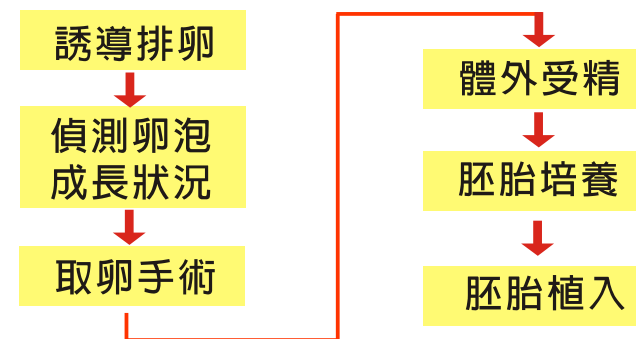 誘導排卵
偵測卵泡
成長狀況
取卵手術
體外受精
胚胎培養
胚胎植入